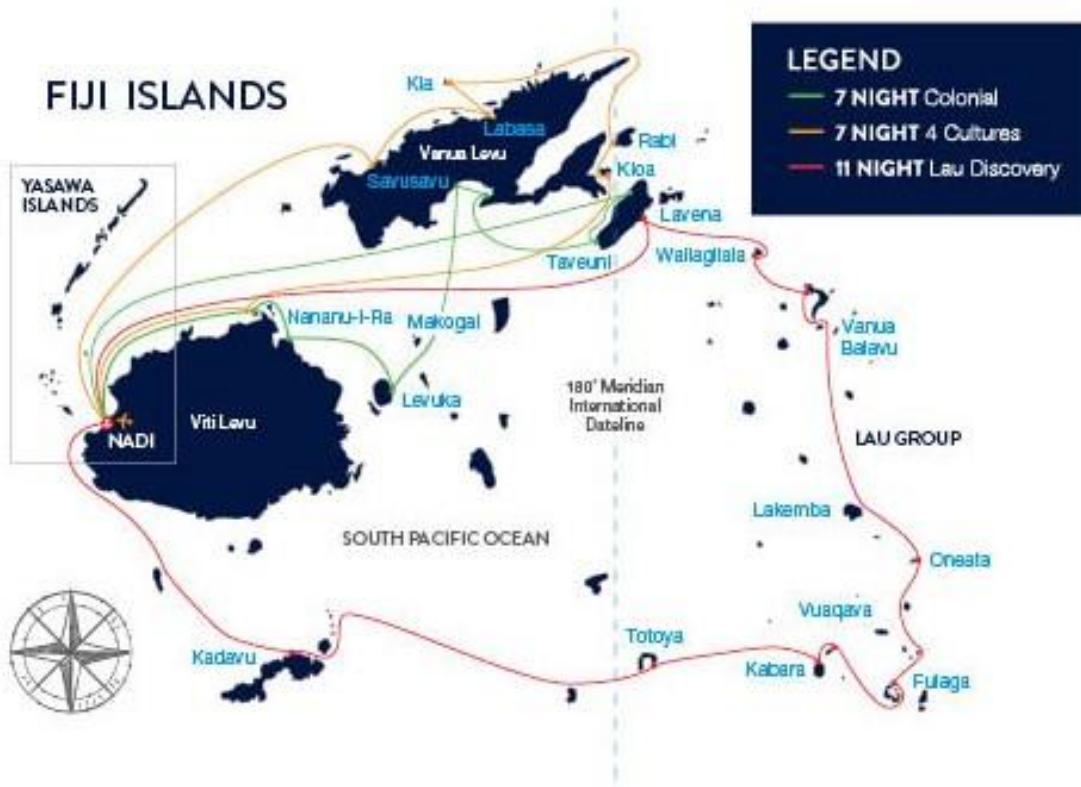 FIJI ISLANDS
LEGEND
7 NIGHT Colonial
7 NIGHT 4 Cultures
11 NIGHT Lau Discovery
YASAWA
ISLANDS
Kia
Labasa
Vanua Levu
Savusavu
Rabi
Kioa
Lavena
Taveuni
Wailagilala
Nananu-I-Ra
Makogai
Vanua
Balavu
Levuka
180° Meridian
International
Dateline
Viti Levu
NADI
LAU GROUP
Lakemba
SOUTH PACIFIC OCEAN
Oneata
Vuaqava
Totoya
Kadavu
Kabara
Fulaga